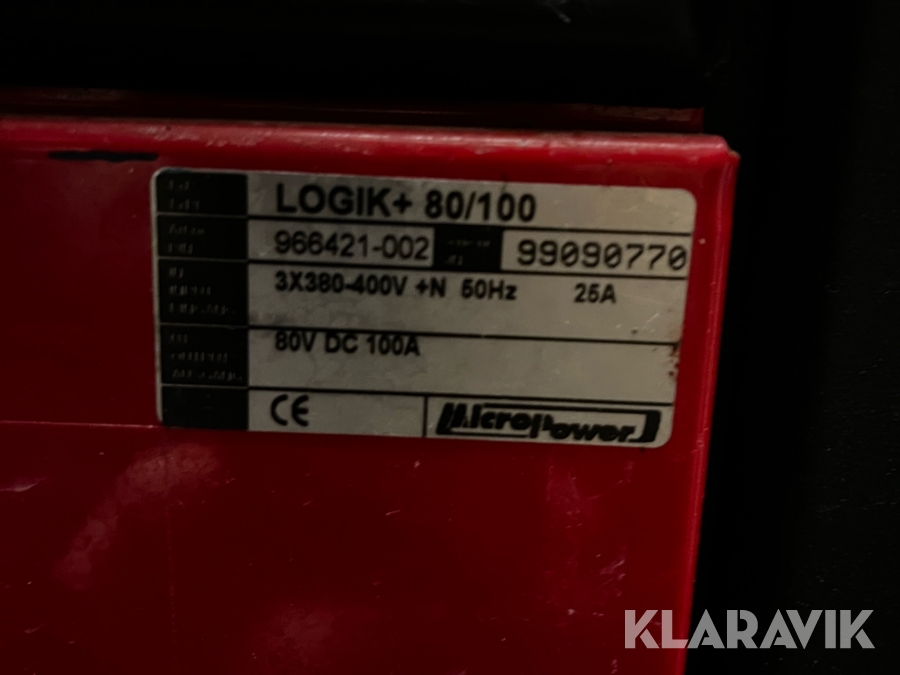 LOGIK+ 80/100
966421-002 99090770
3X380-400V +N 50Hz 25A
80V DC 100A
CE MicroPower
KLARAVIK